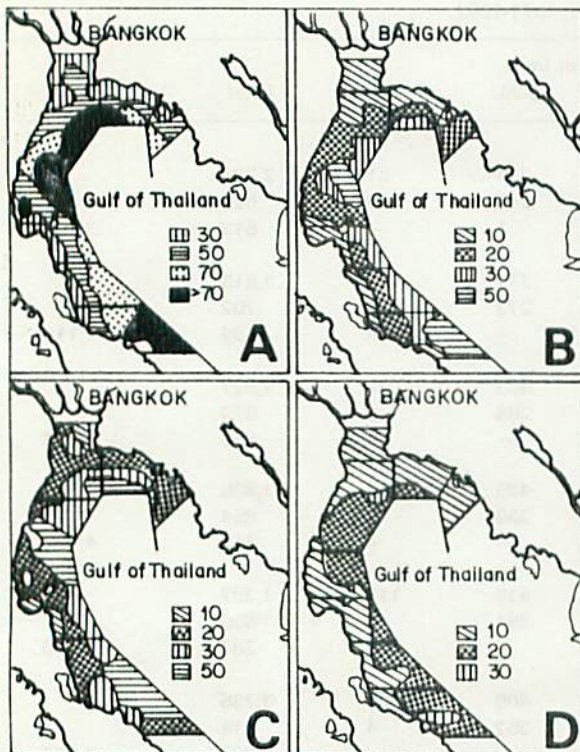 BANGKOK
Gulf of Thailand
30
50
70
>70
A
BANGKOK
Gulf of Thailand
10
20
30
50
B
BANGKOK
Gulf of Thailand
10
20
30
50
C
BANGKOK
Gulf of Thailand
10
20
30
D